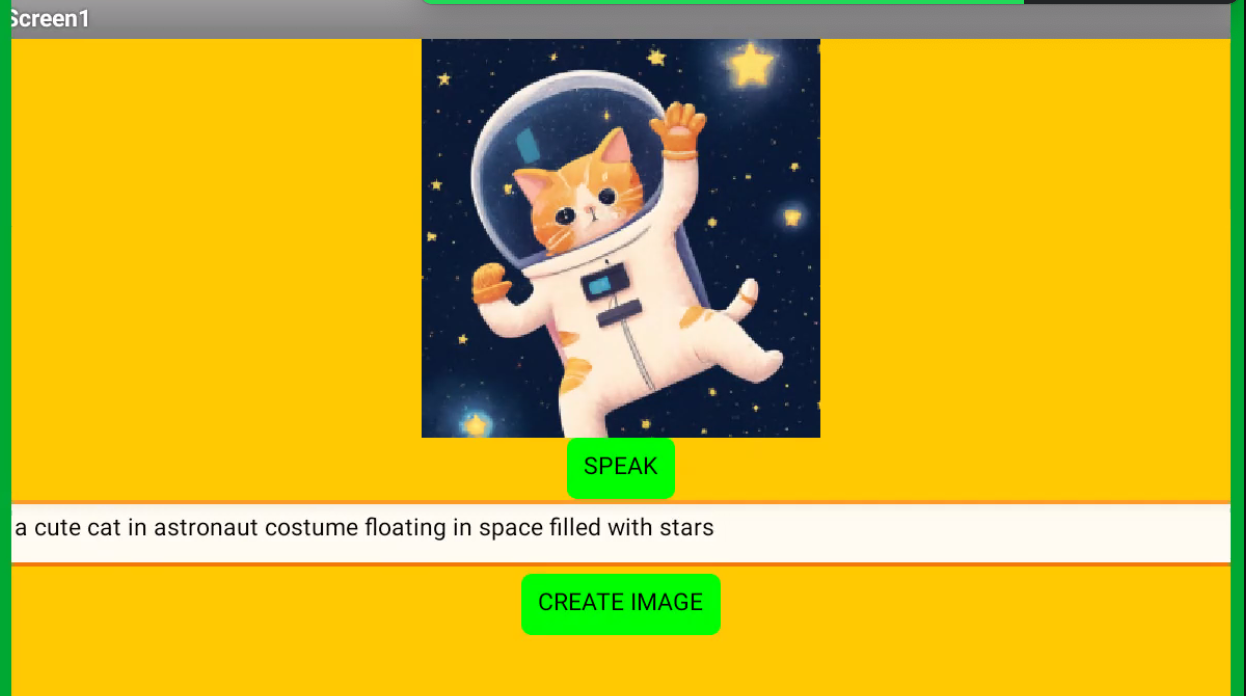 Screen1
SPEAK
a cute cat in astronaut costume floating in space filled with stars
CREATE IMAGE